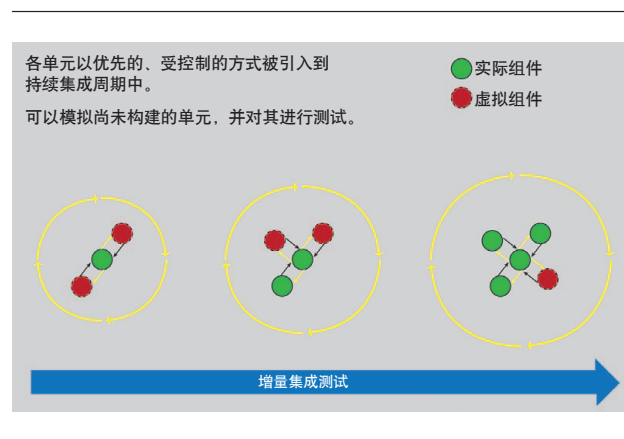 各单元以优先的、受控制的方式被引入到
持续集成周期中。
可以模拟尚未构建的单元，并对其进行测试。
实际组件
虚拟组件
增量集成测试